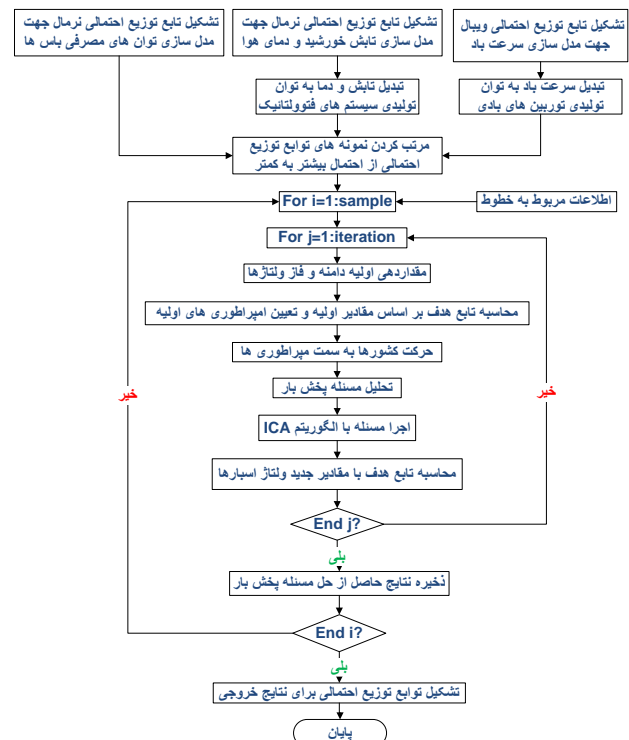 تشکیل تابع توزیع احتمالی نرمال جهت
مدل سازی توان های مصرفی باس ها
تشکیل تابع توزیع احتمالی نرمال جهت
مدل سازی تابش خورشید و دمای هوا
تشکیل تابع توزیع احتمالی ویبال
جهت مدل سازی سرعت باد
تبدیل تابش و دما به توان
تولیدی سیستم های فتوولتائیک
تبدیل سرعت باد به توان
تولیدی توربین های بادی
مرتب کردن نمونه های توابع توزیع
احتمالی از احتمال بیشتر به کمتر
For i=1:sample
اطلاعات مربوط به خطوط
For j=1:iteration
مقداردهی اولیه دامنه و فاز ولتاژها
محاسبه تابع هدف بر اساس مقادیر اولیه و تعیین امپراطوری های اولیه
حرکت کشورها به سمت مپراطوری ها
تحلیل مسئله پخش بار
خیر
خیر
اجرا مسئله با الگوریتم ICA
محاسبه تابع هدف با مقادیر جدید ولتاژ اسبارها
End j?
بلی
ذخیره نتایج حاصل از حل مسئله پخش بار
End i?
بلی
تشکیل توابع توزیع احتمالی برای نتایج خروجی
پایان